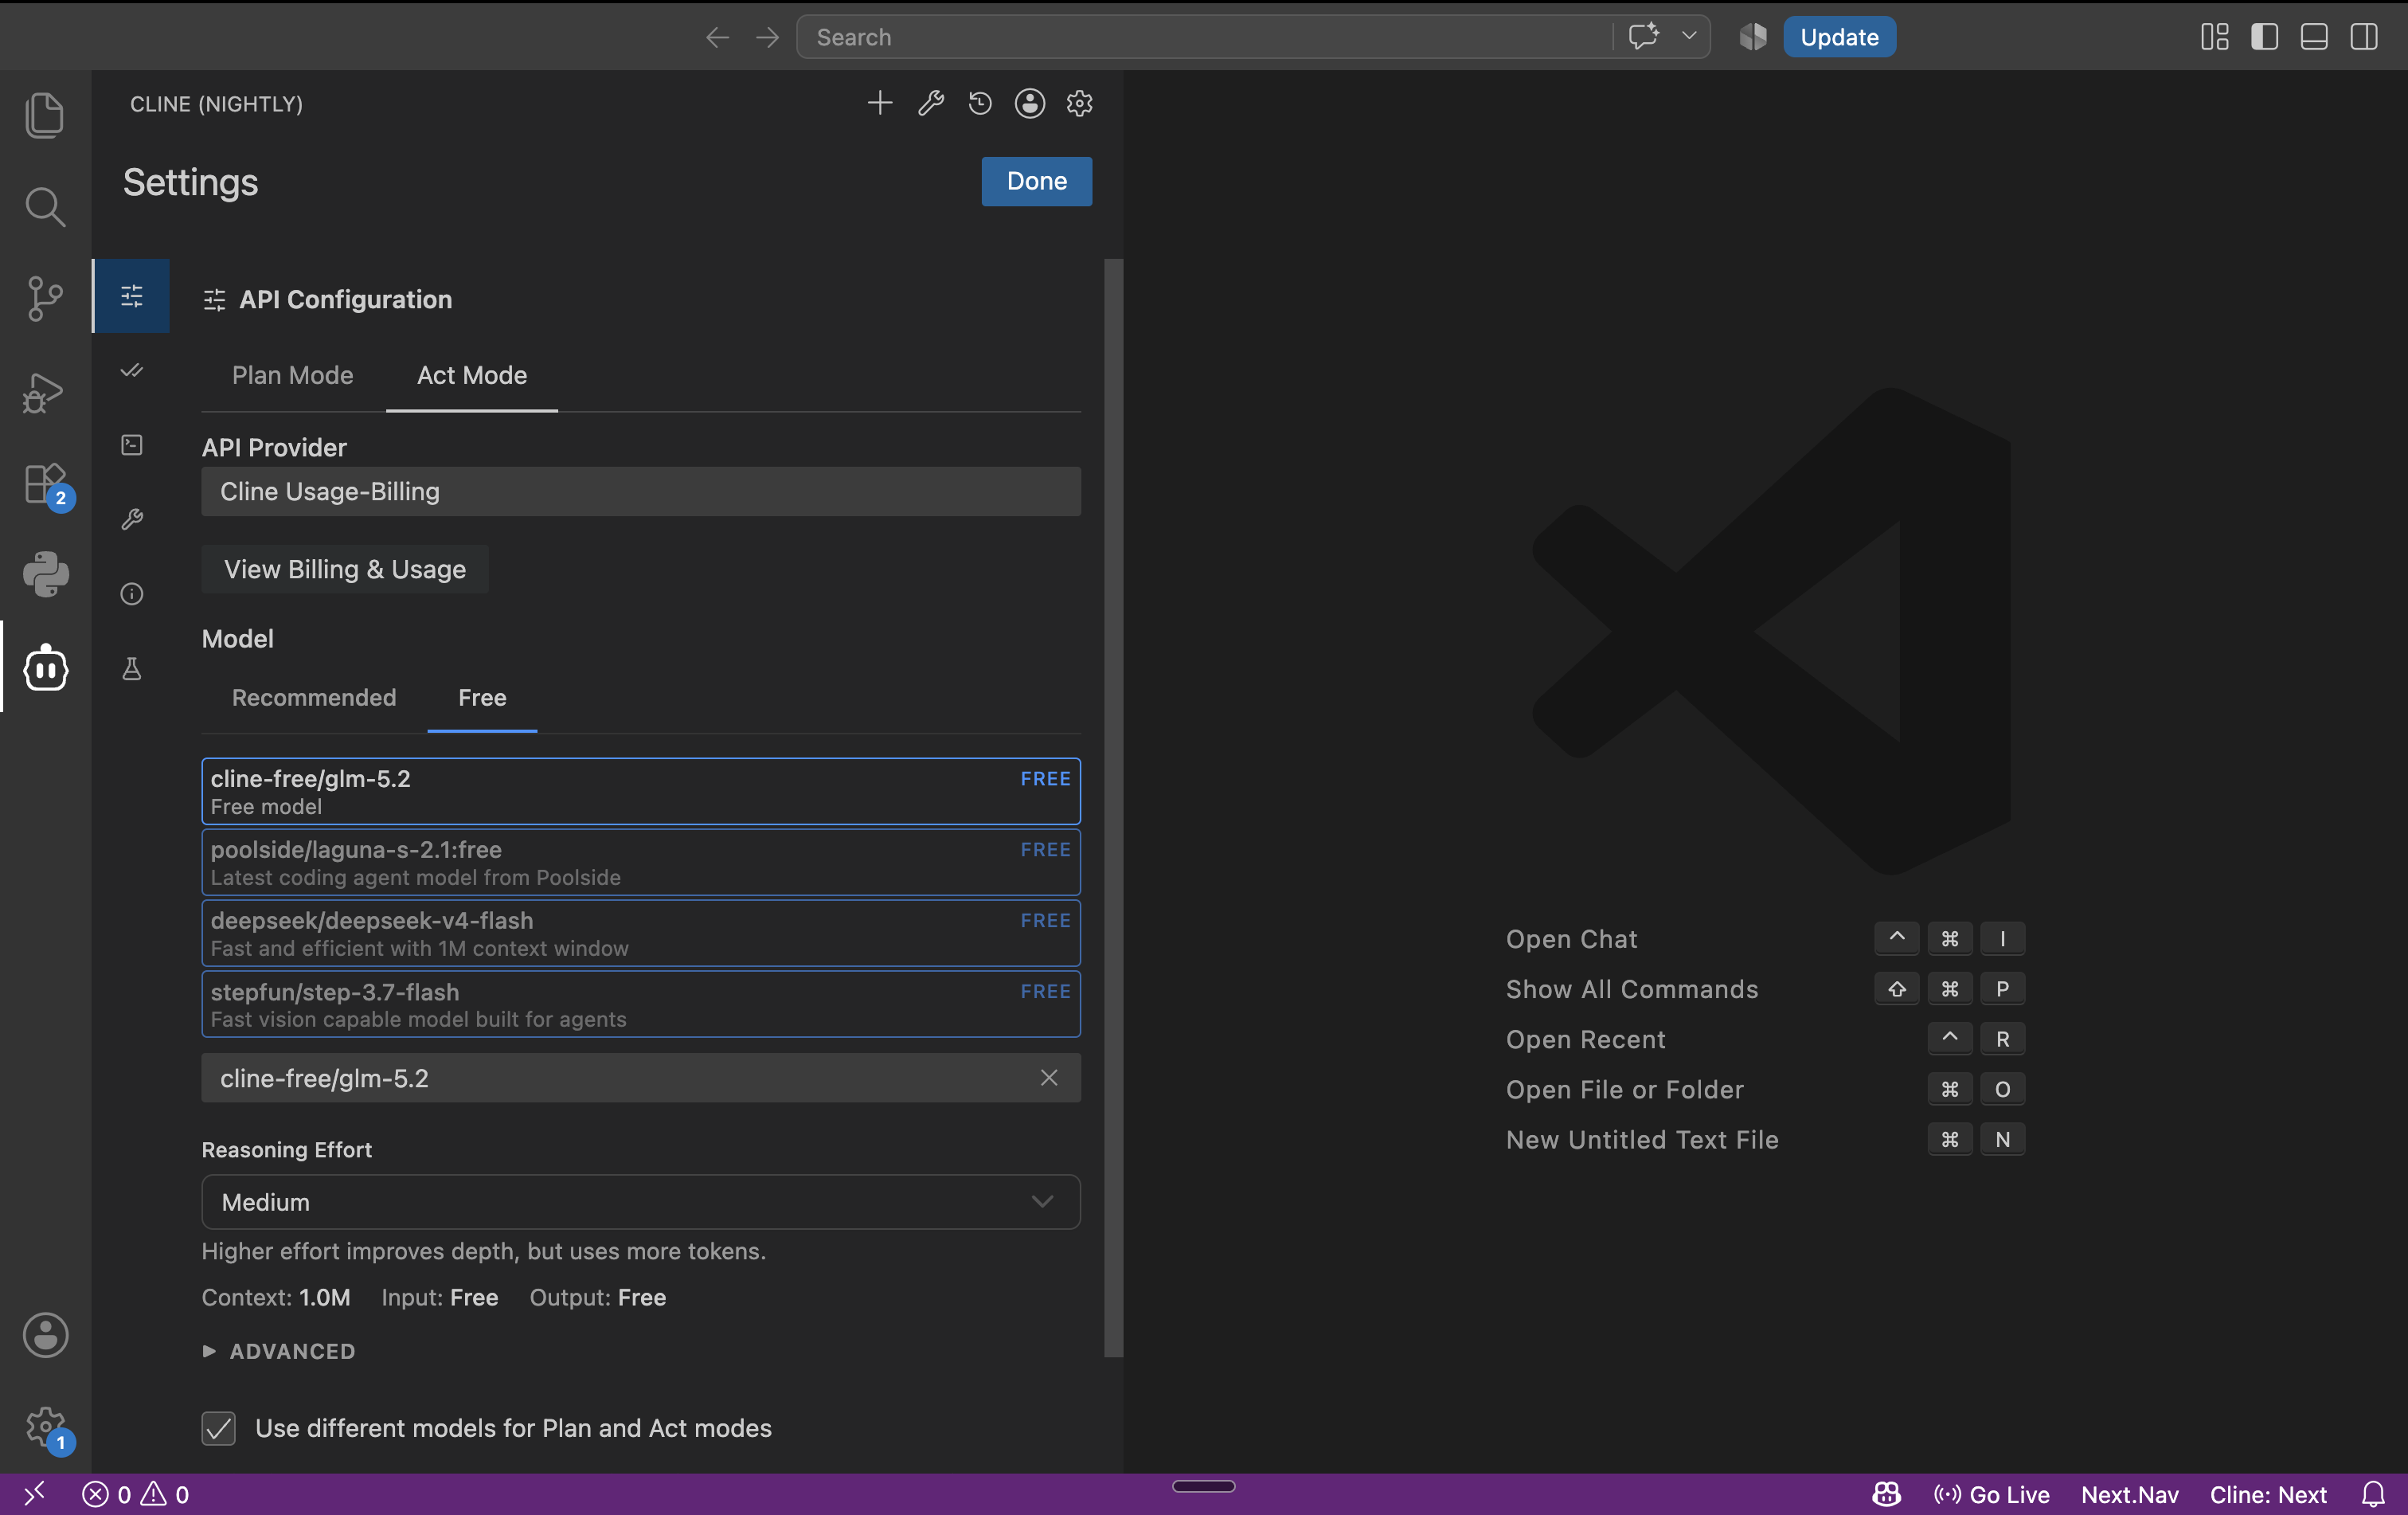 Search
Update
CLINE (NIGHTLY)
Settings
Done
API Configuration
Plan Mode
Act Mode
API Provider
Cline Usage-Billing
2
View Billing & Usage
Model
Recommended
Free
cline-free/glm-5.2
FREE
Free model
poolside/laguna-s-2.1:free
FREE
Latest coding agent model from Poolside
deepseek/deepseek-v4-flash
FREE
Fast and efficient with 1M context window
stepfun/step-3.7-flash
FREE
Fast vision capable model built for agents
cline-free/glm-5.2
Reasoning Effort
Medium
Higher effort improves depth, but uses more tokens.
Context: 1.0M Input: Free Output: Free
ADVANCED
Use different models for Plan and Act modes
1
Open Chat ^ ⌘ I
Show All Commands ⇧ ⌘ P
Open Recent ^ R
Open File or Folder ⌘ O
New Untitled Text File ⌘ N
0 0
Go Live
Next.Nav
Cline: Next